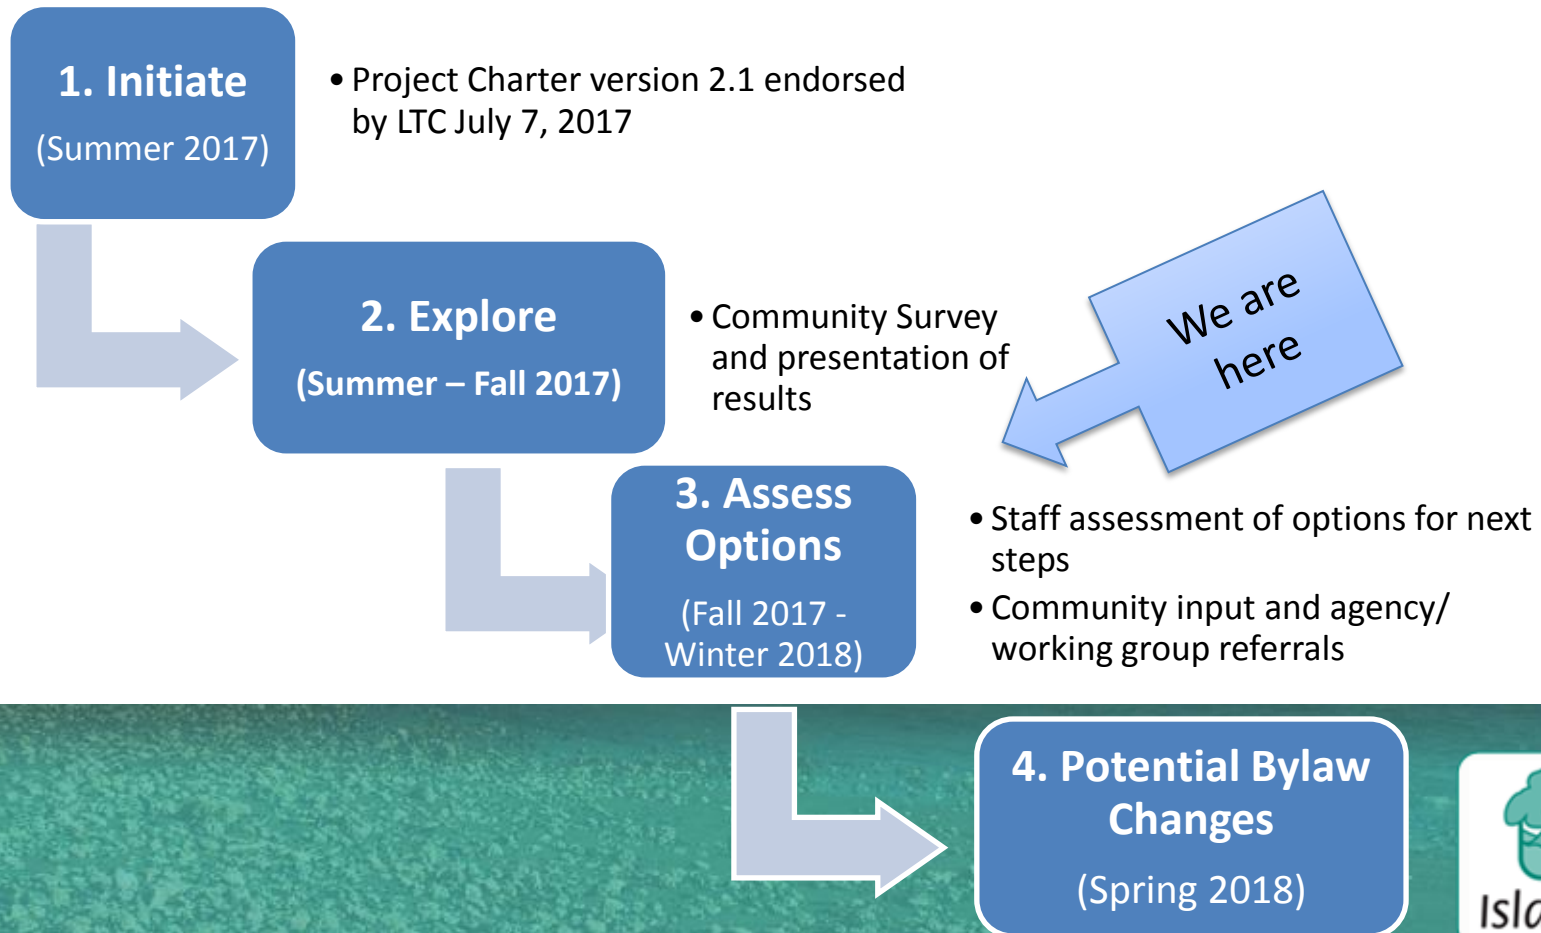 1. Initiate
(Summer 2017)
• Project Charter version 2.1 endorsed
by LTC July 7, 2017
2. Explore
(Summer – Fall 2017)
• Community Survey
and presentation of
results
We are
here
3. Assess
Options
(Fall 2017 -
Winter 2018)
• Staff assessment of options for next
steps
• Community input and agency/
working group referrals
4. Potential Bylaw
Changes
(Spring 2018)